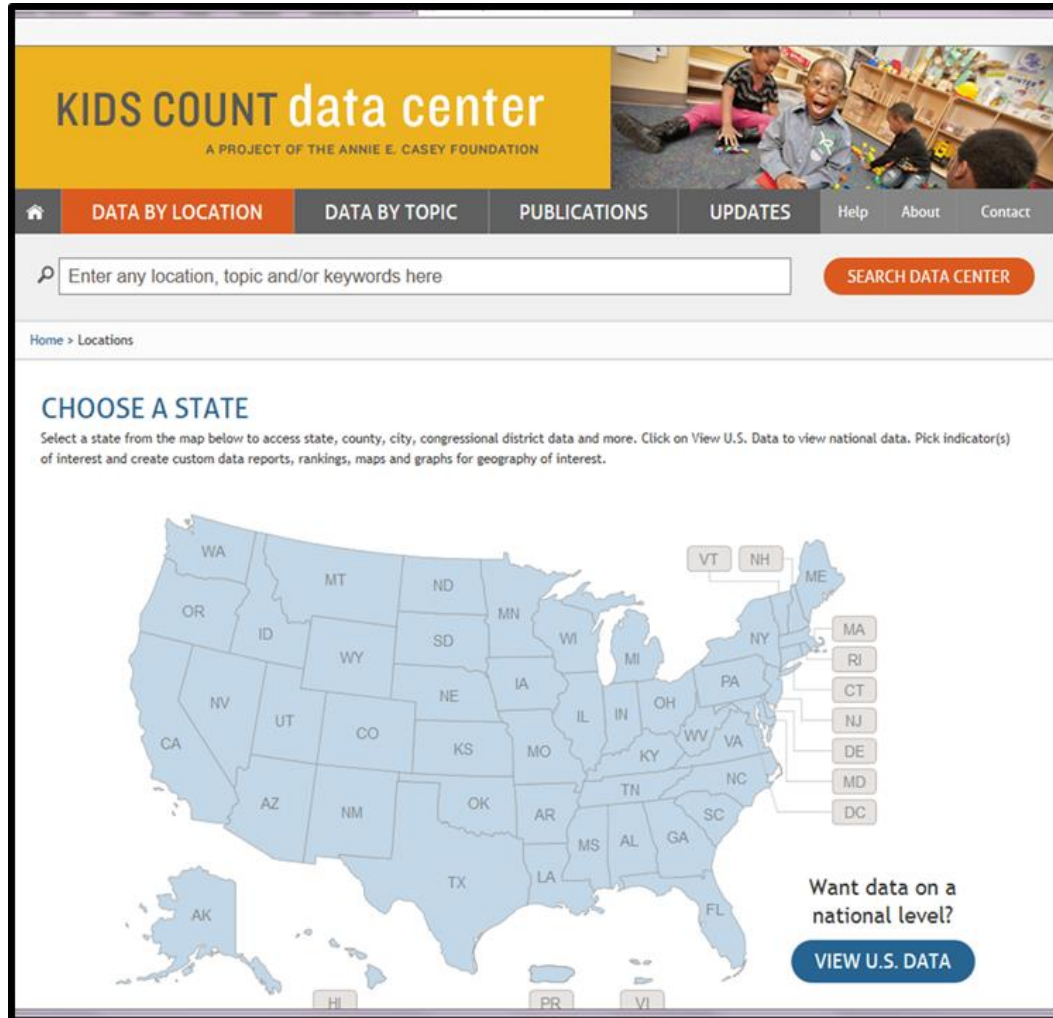 KIDS COUNT data center
A PROJECT OF THE ANNIE E. CASEY FOUNDATION
DATA BY LOCATION DATA BY TOPIC PUBLICATIONS UPDATES Help About Contact
Enter any location, topic and/or keywords here
SEARCH DATA CENTER
Home > Locations
CHOOSE A STATE
Select a state from the map below to access state, county, city, congressional district data and more. Click on View U.S. Data to view national data. Pick indicator(s)
of interest and create custom data reports, rankings, maps and graphs for geography of interest.
WA
MT
ND
MN
VT
NH
ME
OR
ID
WY
SD
WI
MI
NY
MA
RI
CT
NJ
DE
MD
DC
NV
UT
CO
NE
IA
IL
IN
OH
PA
CA
KS
MO
KY
WV
VA
AZ
NM
OK
AR
TN
NC
SC
MS
AL
GA
TX
LA
FL
AK
HI
PR
VI
Want data on a
national level?
VIEW U.S. DATA